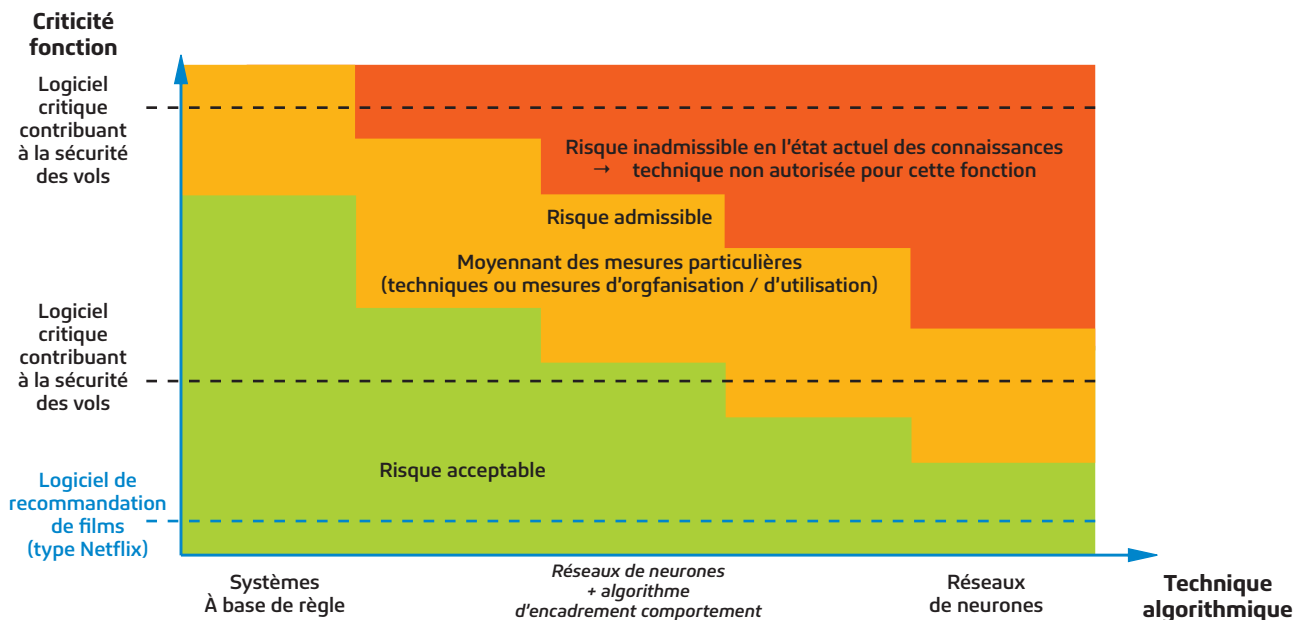 Criticité
fonction
Logiciel
critique
contribuant
à la sécurité
des vols
Risque inadmissible en l'état actuel des connaissances
→ technique non autorisée pour cette fonction
Risque admissible
Moyennant des mesures particulières
(techniques ou mesures d'orgfanisation / d'utilisation)
Logiciel
critique
contribuant
à la sécurité
des vols
Risque acceptable
Logiciel de
recommandation
de films
(type Netflix)
Systèmes
À base de règle
Réseaux de neurones
+ algorithme
d'encadrement comportement
Réseaux
de neurones
Technique
algorithmique